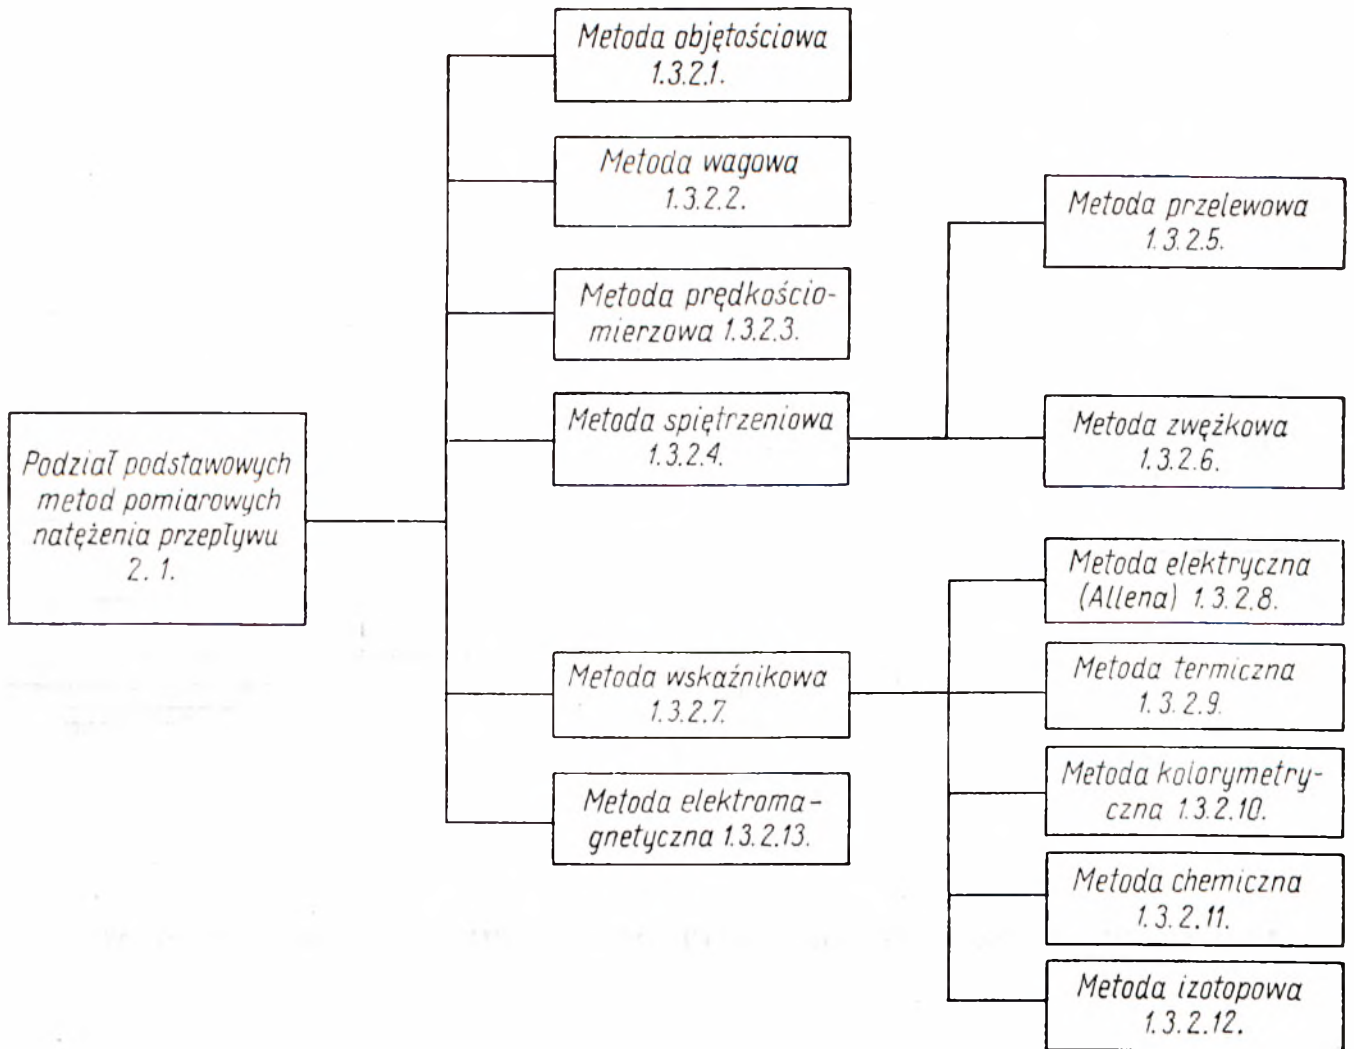 Podział podstawowych
metod pomiarowych
natężenia przepływu
2. 1.
Metoda objętościowa
1.3.2.1.
Metoda wagowa
1.3.2.2.
Metoda prędkościo-
mierzowa 1.3.2.3.
Metoda spiętrzeniowa
1.3.2.4.
Metoda przelewowa
1.3.2.5.
Metoda zwężkowa
1.3.2.6.
Metoda wskaźnikowa
1.3.2.7.
Metoda elektryczna
(Allena) 1.3.2.8.
Metoda termiczna
1.3.2.9.
Metoda kolorymetry-
czna 1.3.2.10.
Metoda chemiczna
1.3.2.11.
Metoda izotopowa
1.3.2.12.
Metoda elektroma-
gnetyczna 1.3.2.13.